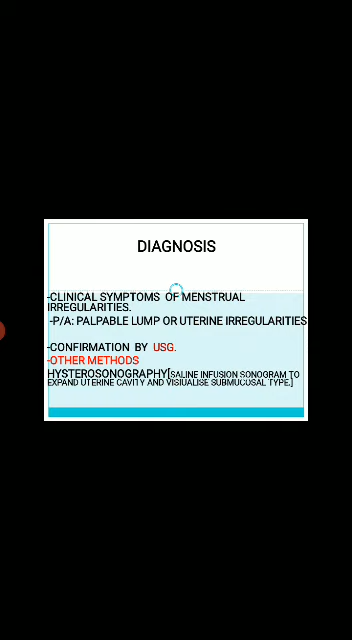 DIAGNOSIS
-CLINICAL SYMPTOMS OF MENSTRUAL
IRREGULARITIES.
-P/A: PALPABLE LUMP OR UTERINE IRREGULARITIES
-CONFIRMATION BY USG.
-OTHER METHODS
HYSTEROSONOGRAPHY[SALINE INFUSION SONOGRAM TO
EXPAND UTERINE CAVITY AND VISIUALISE SUBMUCOSAL TYPE.]